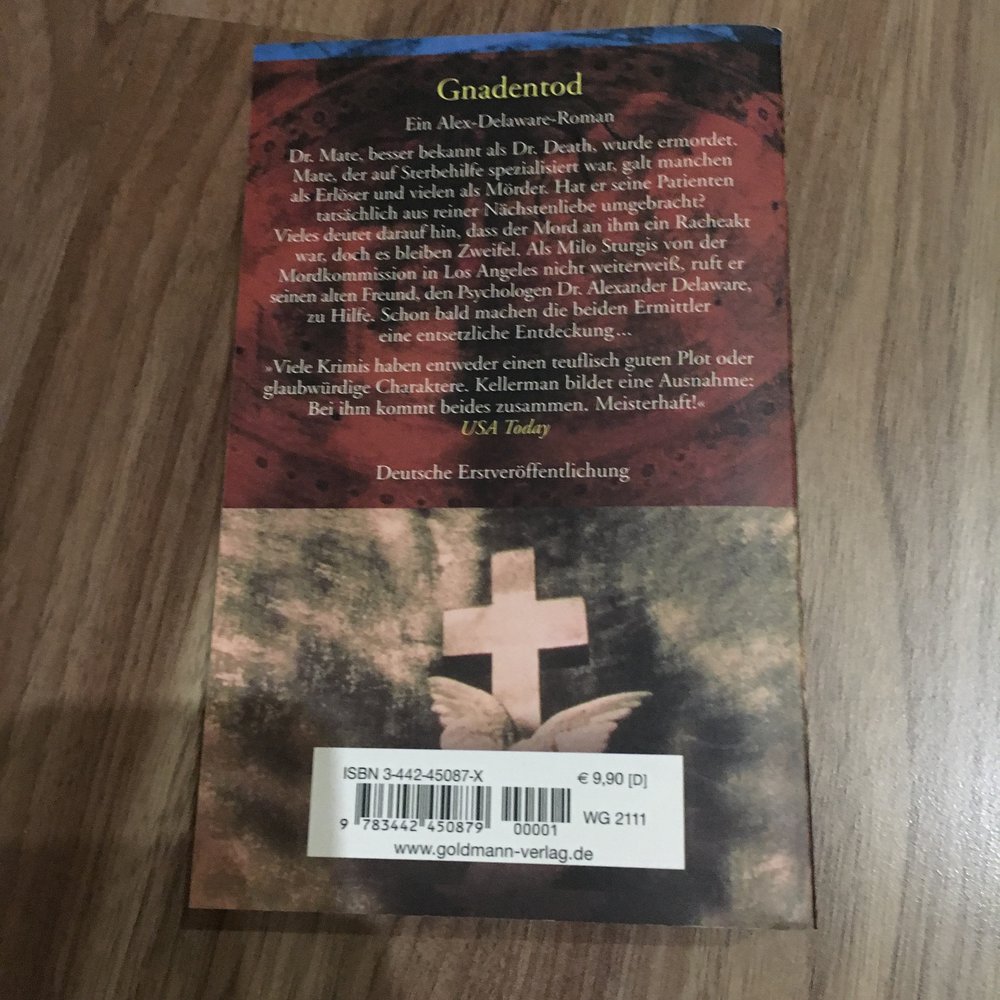 Gnadentod
Ein Alex-Delaware-Roman
Dr. Mate, besser bekannt als Dr. Death, wurde ermordet.
Mate, der auf Sterbehilfe spezialisiert war, galt manchen
als Erlöser und vielen als Mörder. Hat er seine Patienten
tatsächlich aus reiner Nächstenliebe umgebracht?
Vieles deutet darauf hin, dass der Mord an ihm ein Racheakt
war, doch es bleiben Zweifel. Als Milo Sturgis von der
Mordkommission in Los Angeles nicht weiterweiß, ruft er
seinen alten Freund, den Psychologen Dr. Alexander Delaware,
zu Hilfe. Schon bald machen die beiden Ermittler
eine entsetzliche Entdeckung...
»Viele Krimis haben entweder einen teuflisch guten Plot oder
glaubwürdige Charaktere. Kellerman bildet eine Ausnahme:
Bei ihm kommt beides zusammen. Meisterhaft!«
USA Today
Deutsche Erstveröffentlichung
ISBN 3-442-45087-X € 9,90 [D]
9 783442 450879 00001 WG 2111
www.goldmann-verlag.de